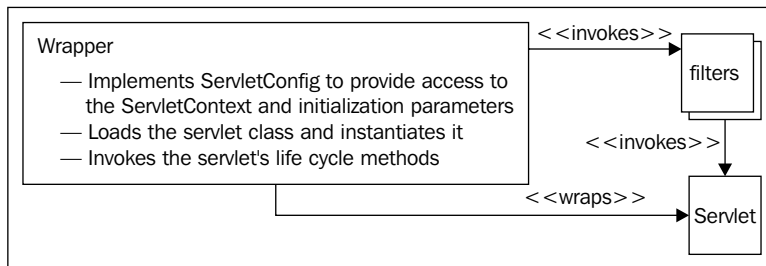 Wrapper
— Implements ServletConfig to provide access to
the ServletContext and initialization parameters
— Loads the servlet class and instantiates it
— Invokes the servlet's life cycle methods
<<invokes>>
filters
<<invokes>>
<<wraps>>
Servlet